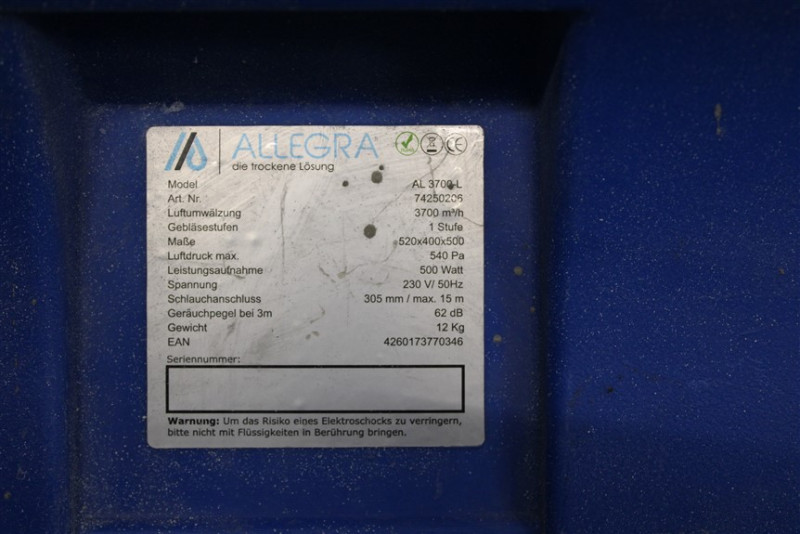 ALLEGRA
die trockene Lösung
Model AL 3700-L
Art. Nr. 74250206
Luftumwälzung 3700 m³/h
Gebläsestufen 1 Stufe
Maße 520x400x500
Luftdruck max. 540 Pa
Leistungsaufnahme 500 Watt
Spannung 230 V/ 50Hz
Schlauchanschluss 305 mm / max. 15 m
Geräuchpegel bei 3m 62 dB
Gewicht 12 Kg
EAN 4260173770346
Seriennummer:
Warnung: Um das Risiko eines Elektroschocks zu verringern,
bitte nicht mit Flüssigkeiten in Berührung bringen.